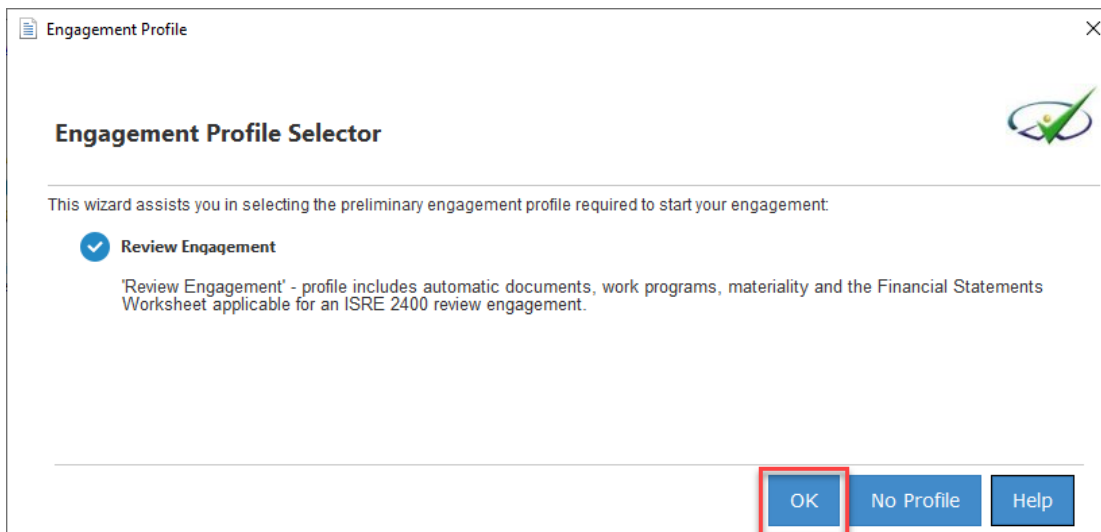 Engagement Profile
Engagement Profile Selector
This wizard assists you in selecting the preliminary engagement profile required to start your engagement:
Review Engagement
'Review Engagement' - profile includes automatic documents, work programs, materiality and the Financial Statements
Worksheet applicable for an ISRE 2400 review engagement.
OK No Profile Help